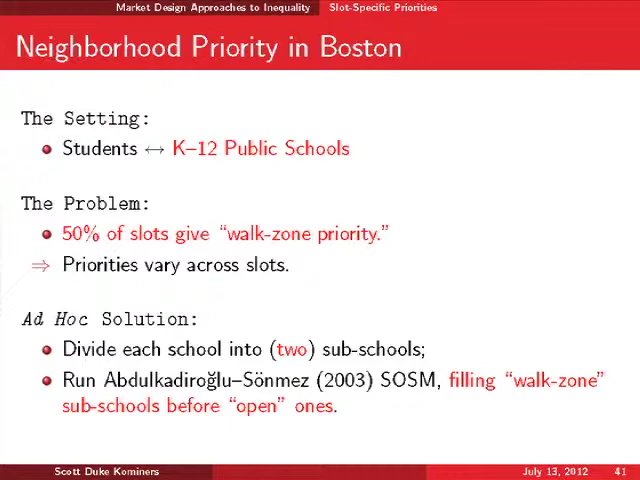 Market Design Approaches to Inequality Slot-Specific Priorities
Neighborhood Priority in Boston
The Setting:
Students ↔ K–12 Public Schools
The Problem:
50% of slots give “walk-zone priority.”
⇒ Priorities vary across slots.
Ad Hoc Solution:
Divide each school into (two) sub-schools;
Run Abdulkadiroğlu–Sönmez (2003) SOSM, filling “walk-zone”
sub-schools before “open” ones.
Scott Duke Kominers July 13, 2012 41